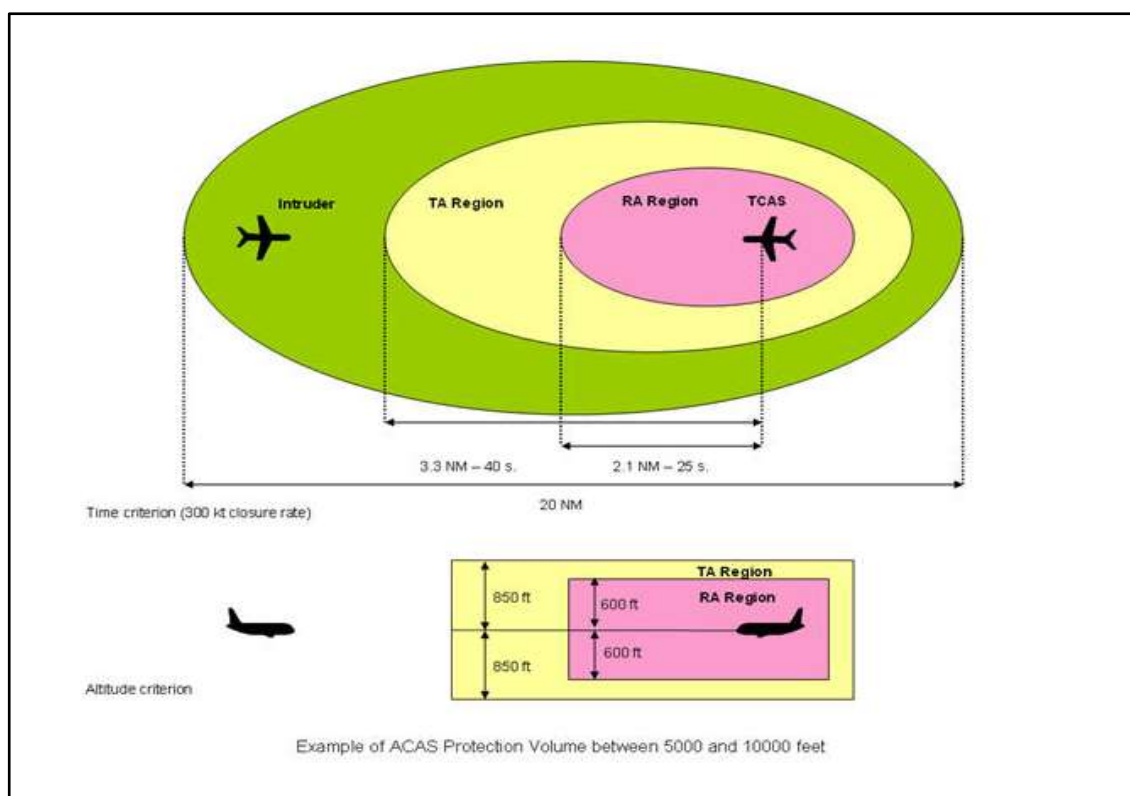 Intruder
TA Region
RA Region
TCAS
3.3 NM – 40 s.
2.1 NM – 25 s.
20 NM
Time criterion (300 kt closure rate)
TA Region
RA Region
850 ft
600 ft
600 ft
850 ft
Altitude criterion
Example of ACAS Protection Volume between 5000 and 10000 feet